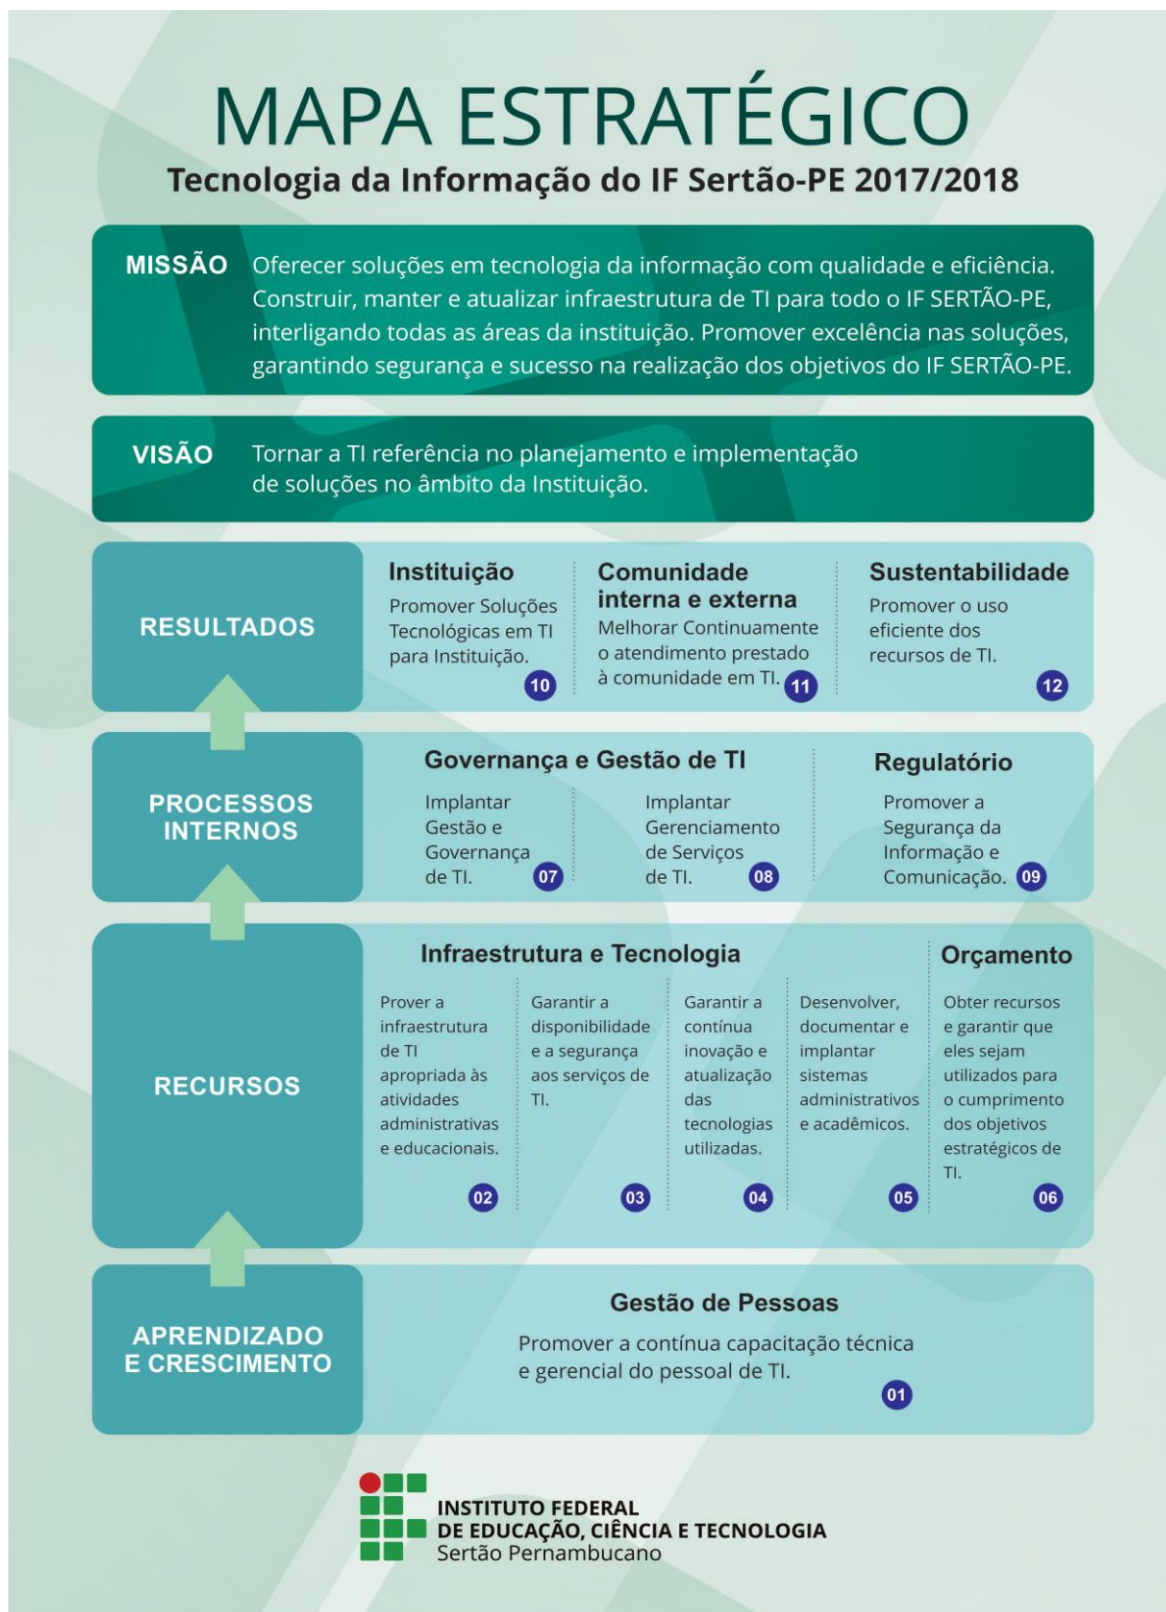 MAPA ESTRATÉGICO
Tecnologia da Informação do IF Sertão-PE 2017/2018
MISSÃO
Oferecer soluções em tecnologia da informação com qualidade e eficiência.
Construir, manter e atualizar infraestrutura de TI para todo o IF SERTÃO-PE,
interligando todas as áreas da instituição. Promover excelência nas soluções,
garantindo segurança e sucesso na realização dos objetivos do IF SERTÃO-PE.
VISÃO
Tornar a TI referência no planejamento e implementação
de soluções no âmbito da Instituição.
RESULTADOS
Instituição
Promover Soluções
Tecnológicas em TI
para Instituição.
10
Comunidade
interna e externa
Melhorar Continuamente
o atendimento prestado
à comunidade em TI.
11
Sustentabilidade
Promover o uso
eficiente dos
recursos de TI.
12
PROCESSOS
INTERNOS
Governança e Gestão de TI
Implantar
Gestão e
Governança
de TI.
07
Implantar
Gerenciamento
de Serviços
de TI.
08
Regulatório
Promover a
Segurança da
Informação e
Comunicação.
09
RECURSOS
Infraestrutura e Tecnologia
Prover a
infraestrutura
de TI
apropriada às
atividades
administrativas
e educacionais.
02
Garantir a
disponibilidade
e a segurança
aos serviços de
TI.
03
Garantir a
contínua
inovação e
atualização
das
tecnologias
utilizadas.
04
Desenvolver,
documentar e
implantar
sistemas
administrativos
e acadêmicos.
05
Orçamento
Obter recursos
e garantir que
eles sejam
utilizados para
o cumprimento
dos objetivos
estratégicos de
TI.
06
APRENDIZADO
E CRESCIMENTO
Gestão de Pessoas
Promover a contínua capacitação técnica
e gerencial do pessoal de TI.
01
INSTITUTO FEDERAL
DE EDUCAÇÃO, CIÊNCIA E TECNOLOGIA
Sertão Pernambucano